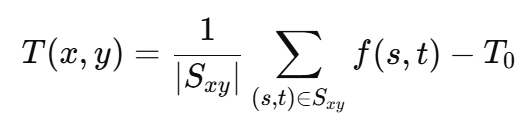 T(x, y) = \frac{1}{|S_{xy}|} \sum_{(s,t) \in S_{xy}} f(s, t) - T_0